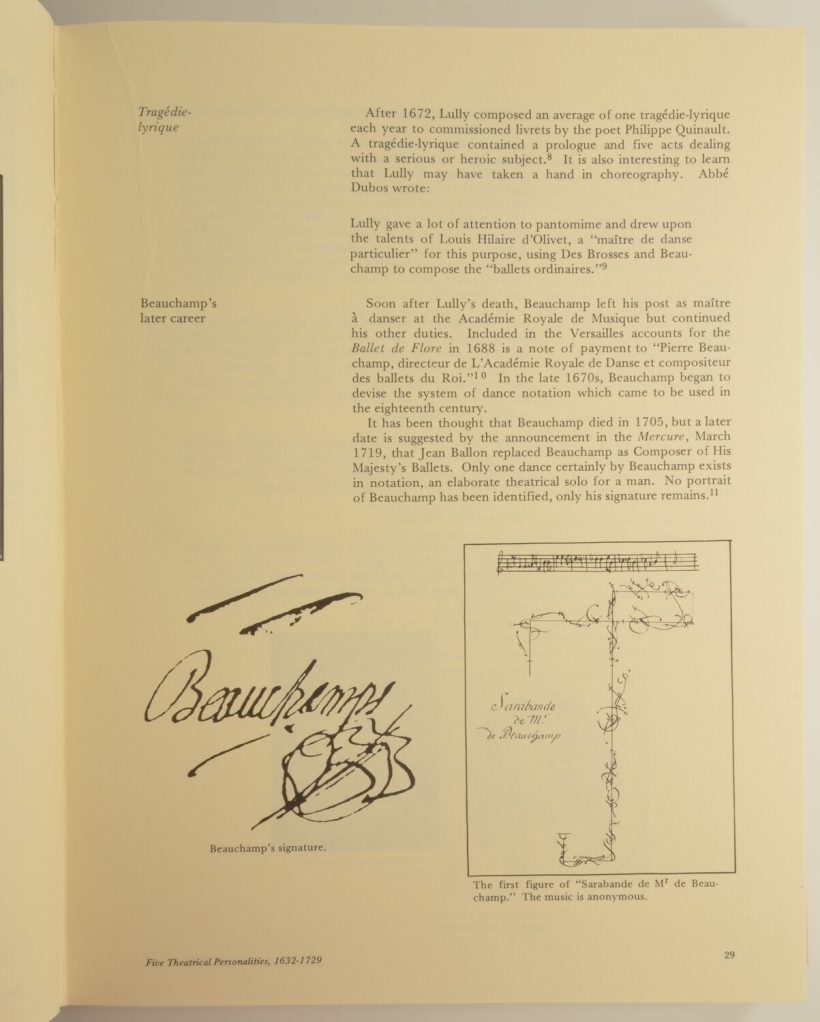 Tragédie-
lyrique
After 1672, Lully composed an average of one tragédie-lyrique
each year to commissioned livrets by the poet Philippe Quinault.
A tragédie-lyrique contained a prologue and five acts dealing
with a serious or heroic subject.8 It is also interesting to learn
that Lully may have taken a hand in choreography. Abbé
Dubos wrote:
Lully gave a lot of attention to pantomime and drew upon
the talents of Louis Hilaire d'Olivet, a “maître de danse
particulier” for this purpose, using Des Brosses and Beau-
champ to compose the “ballets ordinaires.”9
Beauchamp's
later career
Soon after Lully's death, Beauchamp left his post as maître
à danser at the Académie Royale de Musique but continued
his other duties. Included in the Versailles accounts for the
Ballet de Flore in 1688 is a note of payment to “Pierre Beau-
champ, directeur de L'Académie Royale de Danse et compositeur
des ballets du Roi.”10 In the late 1670s, Beauchamp began to
devise the system of dance notation which came to be used in
the eighteenth century.
It has been thought that Beauchamp died in 1705, but a later
date is suggested by the announcement in the Mercure, March
1719, that Jean Ballon replaced Beauchamp as Composer of His
Majesty's Ballets. Only one dance certainly by Beauchamp exists
in notation, an elaborate theatrical solo for a man. No portrait
of Beauchamp has been identified, only his signature remains.11
Beauchamps
Beauchamp's signature.
Sarabande
de Mr
de Beauchamp
The first figure of “Sarabande de Mr de Beau-
champ.” The music is anonymous.
Five Theatrical Personalities, 1632-1729
29